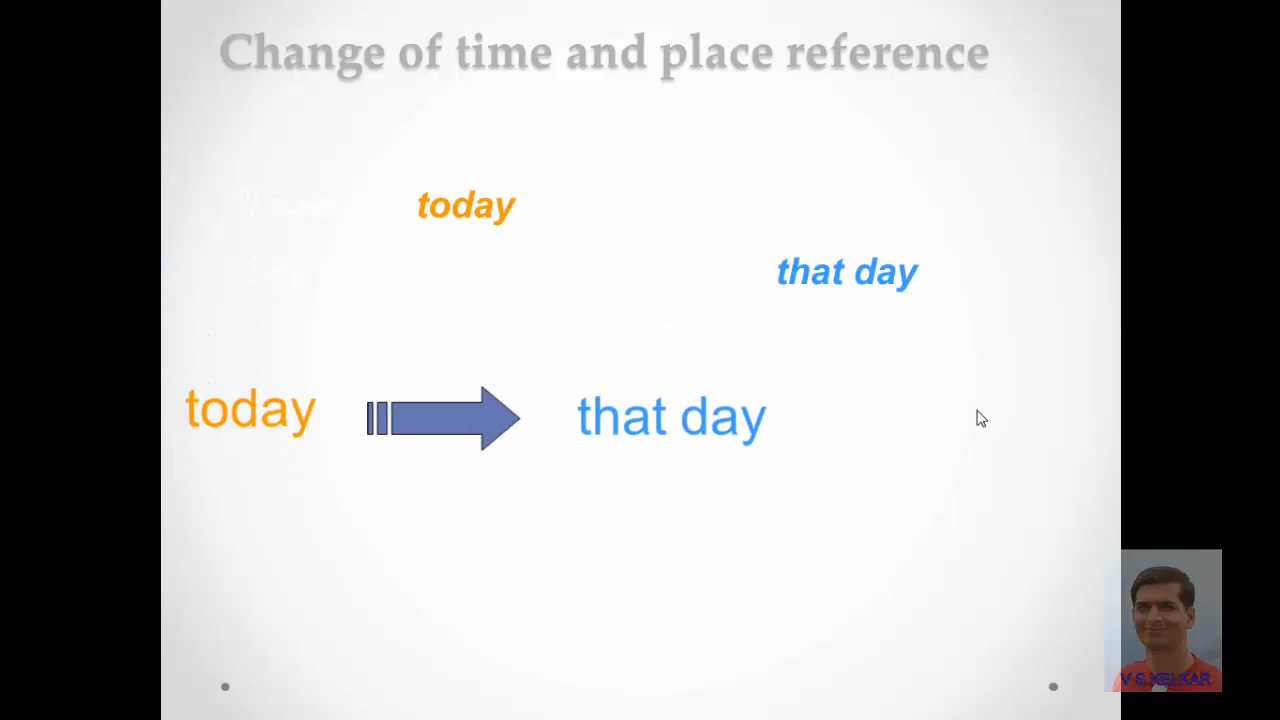 Change of time and place reference
today
that day
today that day
V S KELKAR